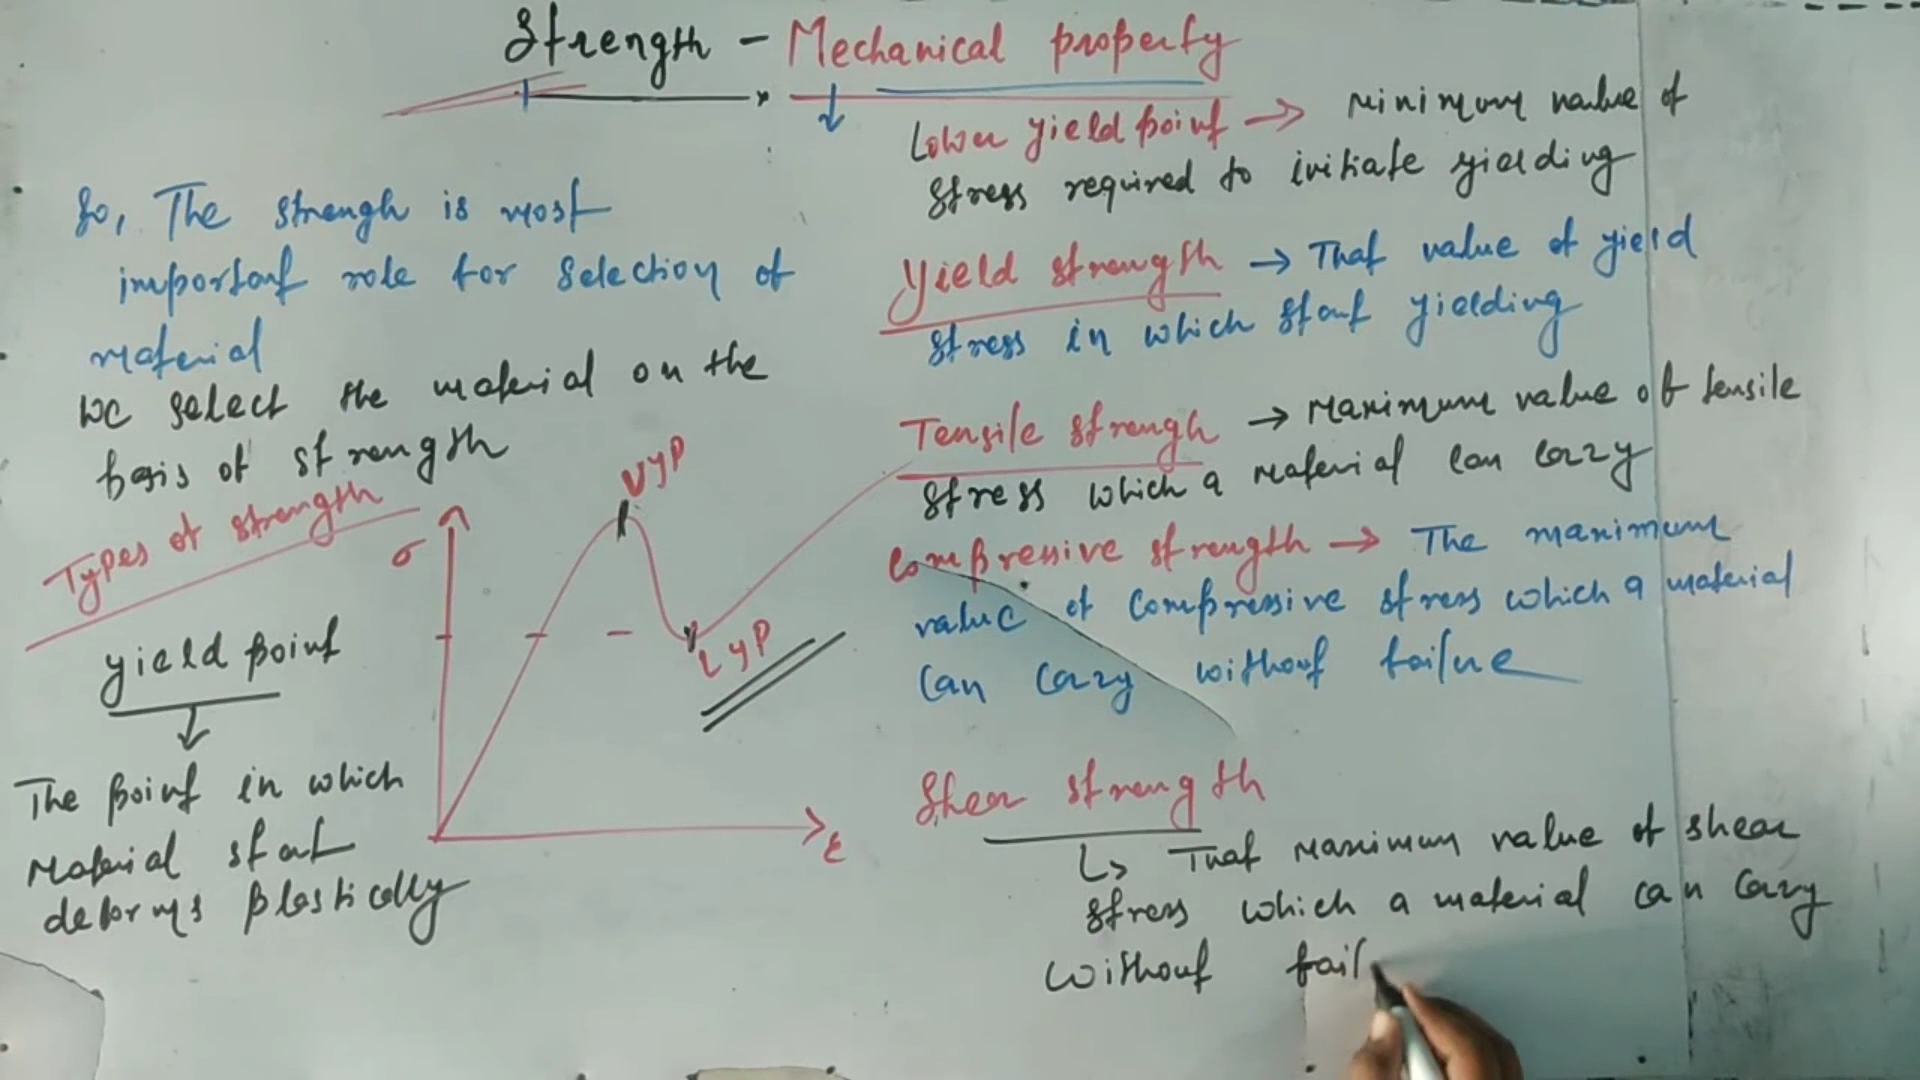 Strength - Mechanical property
So, The strength is most
important role for selection of
material
we select the material on the
basis of strength
Types of strength
yield point
The point in which
Material start
deforms plastically
σ
UyP
LyP
ε
Lower yield point → Minimum value of
stress required to initiate yielding
Yield strength → That value of yield
stress in which start yielding
Tensile strength → Maximum value of tensile
stress which a material can carry
Compressive strength → The maximum
value of compressive stress which a material
can carry without failure
Shear strength
↳ That maximum value of shear
stress which a material can carry
without fail